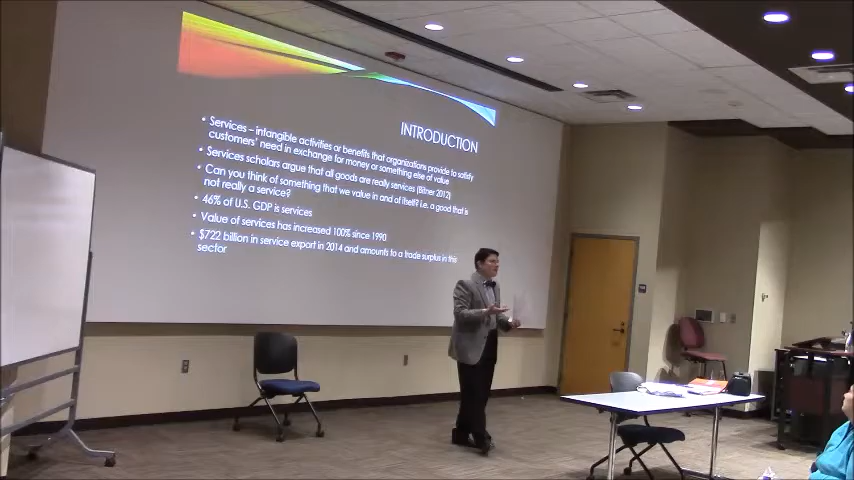 INTRODUCTION
• Services – intangible activities or benefits that organizations provide to satisfy
customers' need in exchange for money or something else of value
• Services scholars argue that all goods are really services (Bitner 2012)
• Can you think of something that we value in and of itself? i.e. a good that is
not really a service?
• 46% of U.S. GDP is services
• Value of services has increased 100% since 1990
• $722 billion in service export in 2014 and amounts to a trade surplus in this
sector